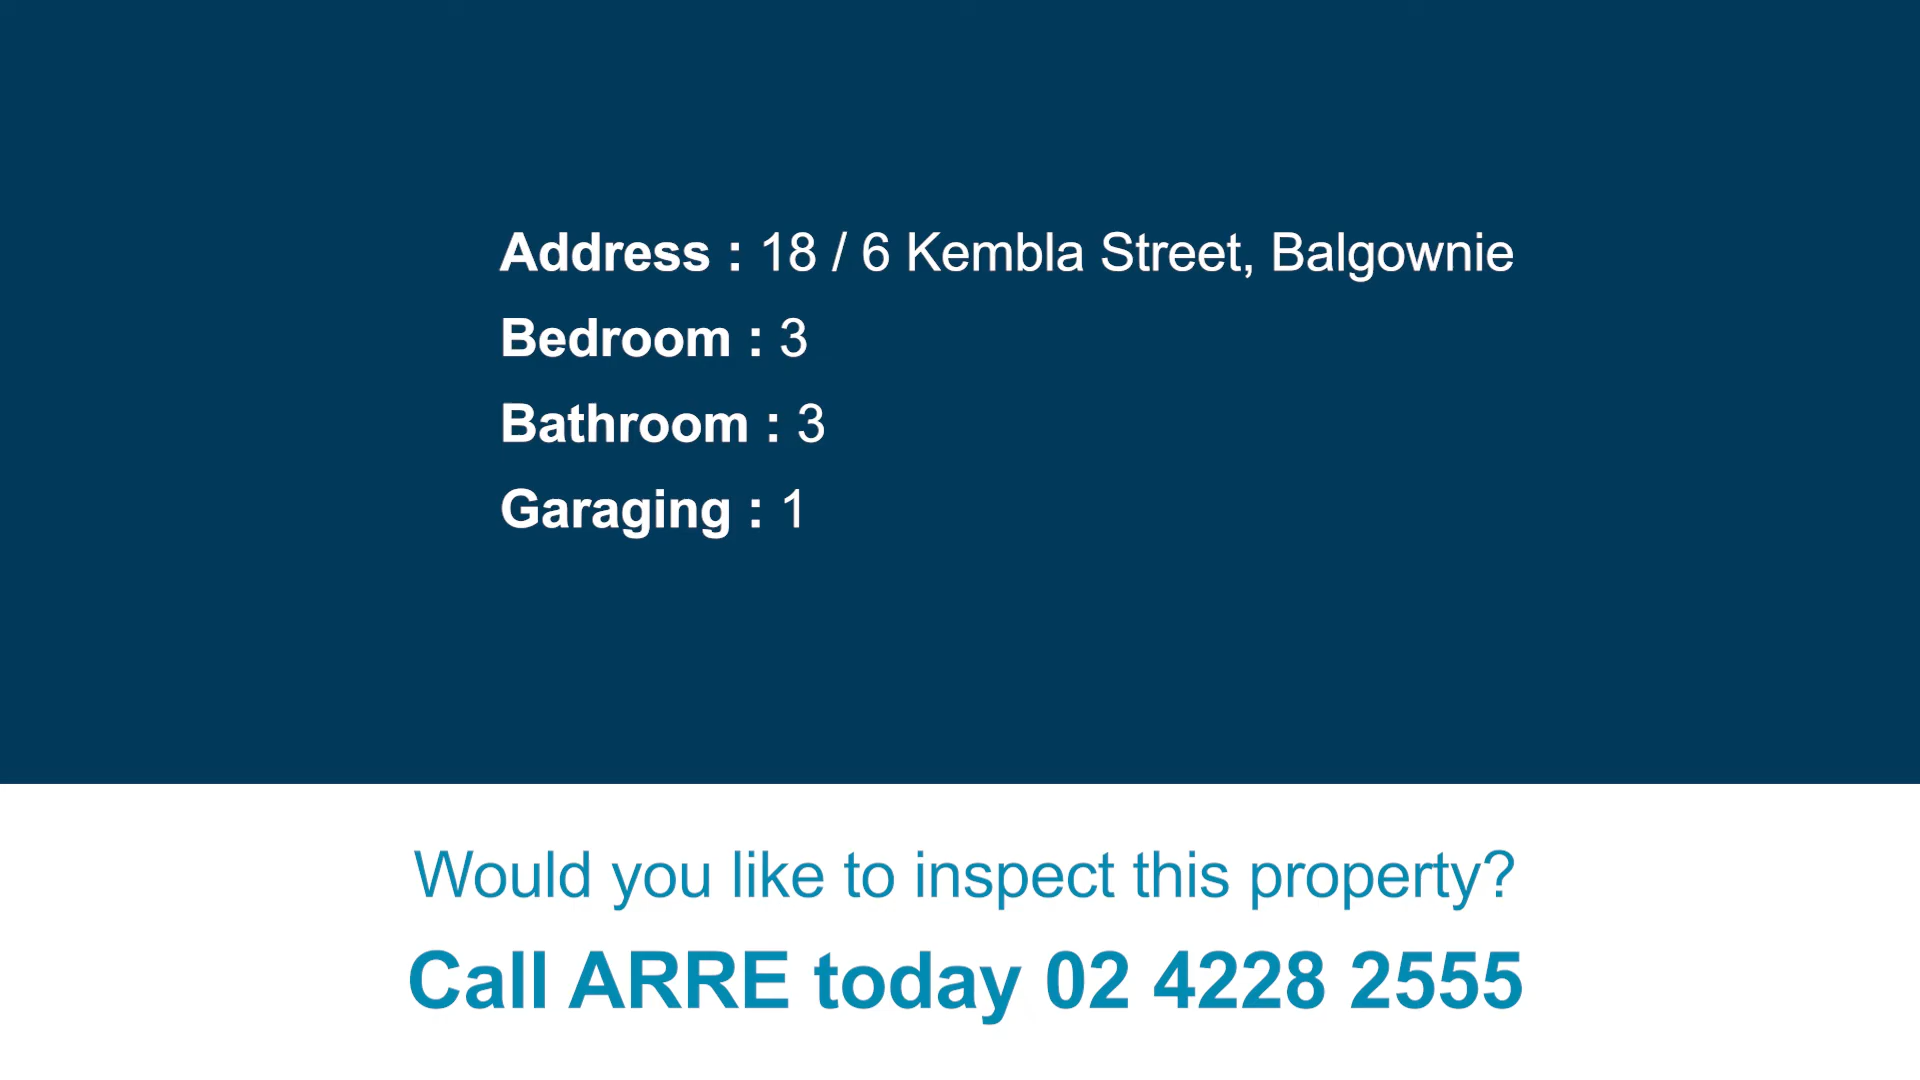 Address : 18 / 6 Kembla Street, Balgownie
Bedroom : 3
Bathroom : 3
Garaging : 1
Would you like to inspect this property?
Call ARRE today 02 4228 2555